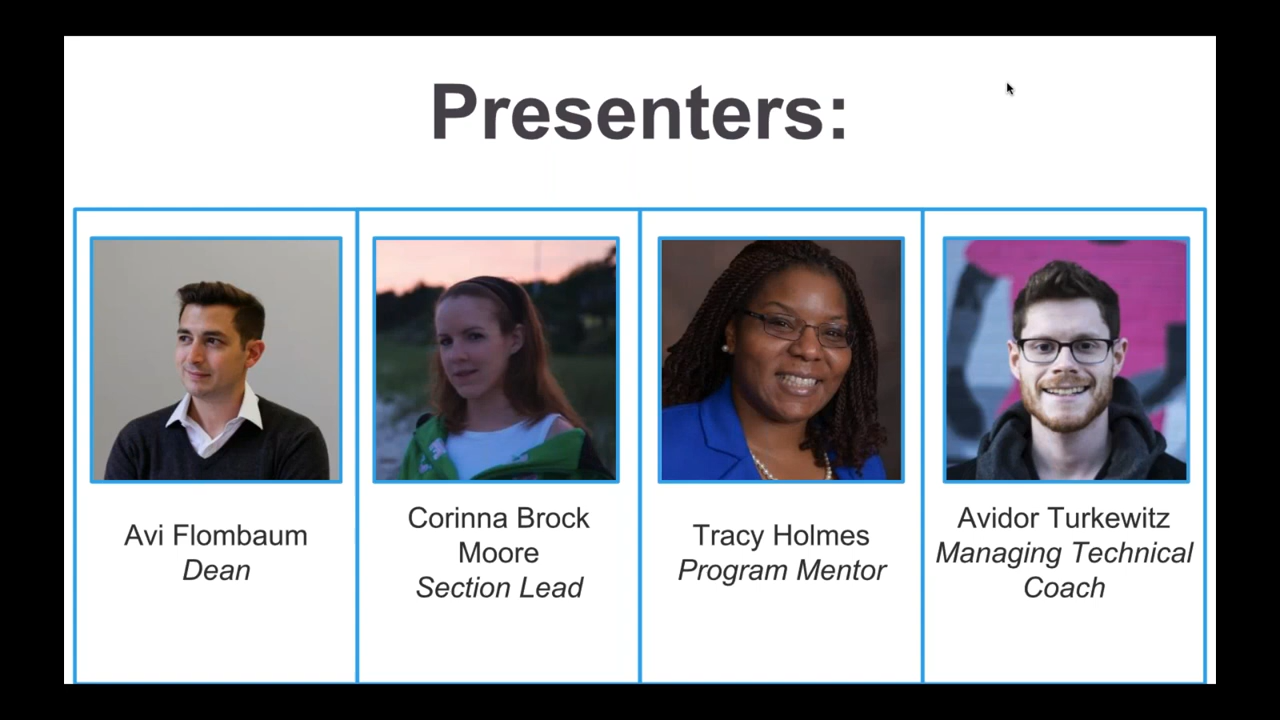 Presenters:
Avi Flombaum
Dean
Corinna Brock
Moore
Section Lead
Tracy Holmes
Program Mentor
Avidor Turkewitz
Managing Technical
Coach